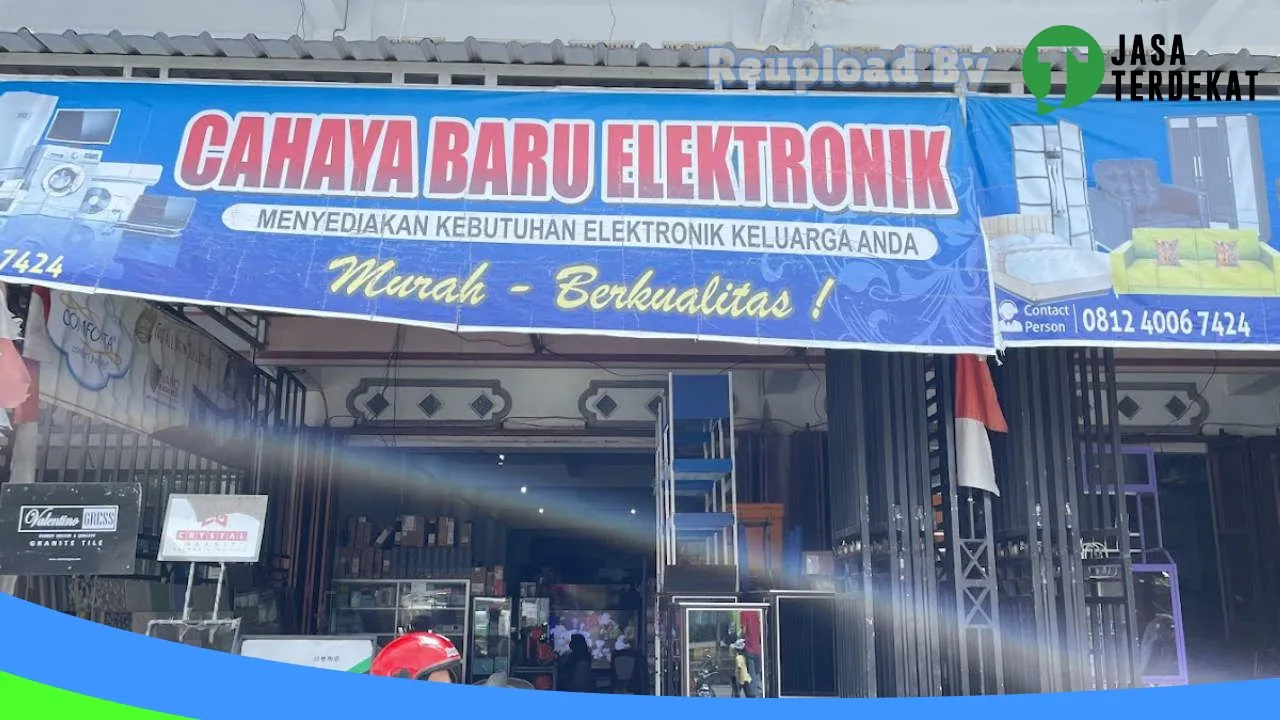 Reupload By
JASA
TERDEKAT
CAHAYA BARU ELEKTRONIK
MENYEDIAKAN KEBUTUHAN ELEKTRONIK KELUARGA ANDA
Murah - Berkualitas !
7424
Contact
Person
0812 4006 7424
COMFORTA
Valentino GRESS
GRANITE TILE
CRYSTAL